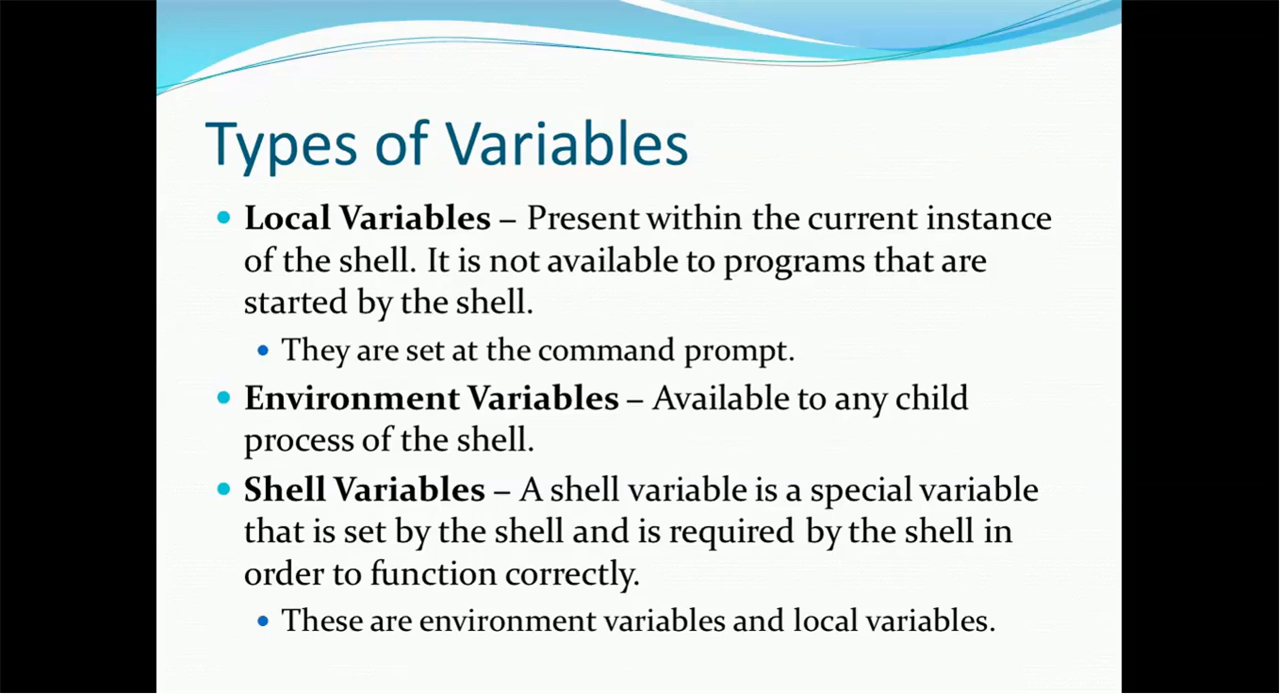 Types of Variables
• Local Variables – Present within the current instance
of the shell. It is not available to programs that are
started by the shell.
• They are set at the command prompt.
• Environment Variables – Available to any child
process of the shell.
• Shell Variables – A shell variable is a special variable
that is set by the shell and is required by the shell in
order to function correctly.
• These are environment variables and local variables.